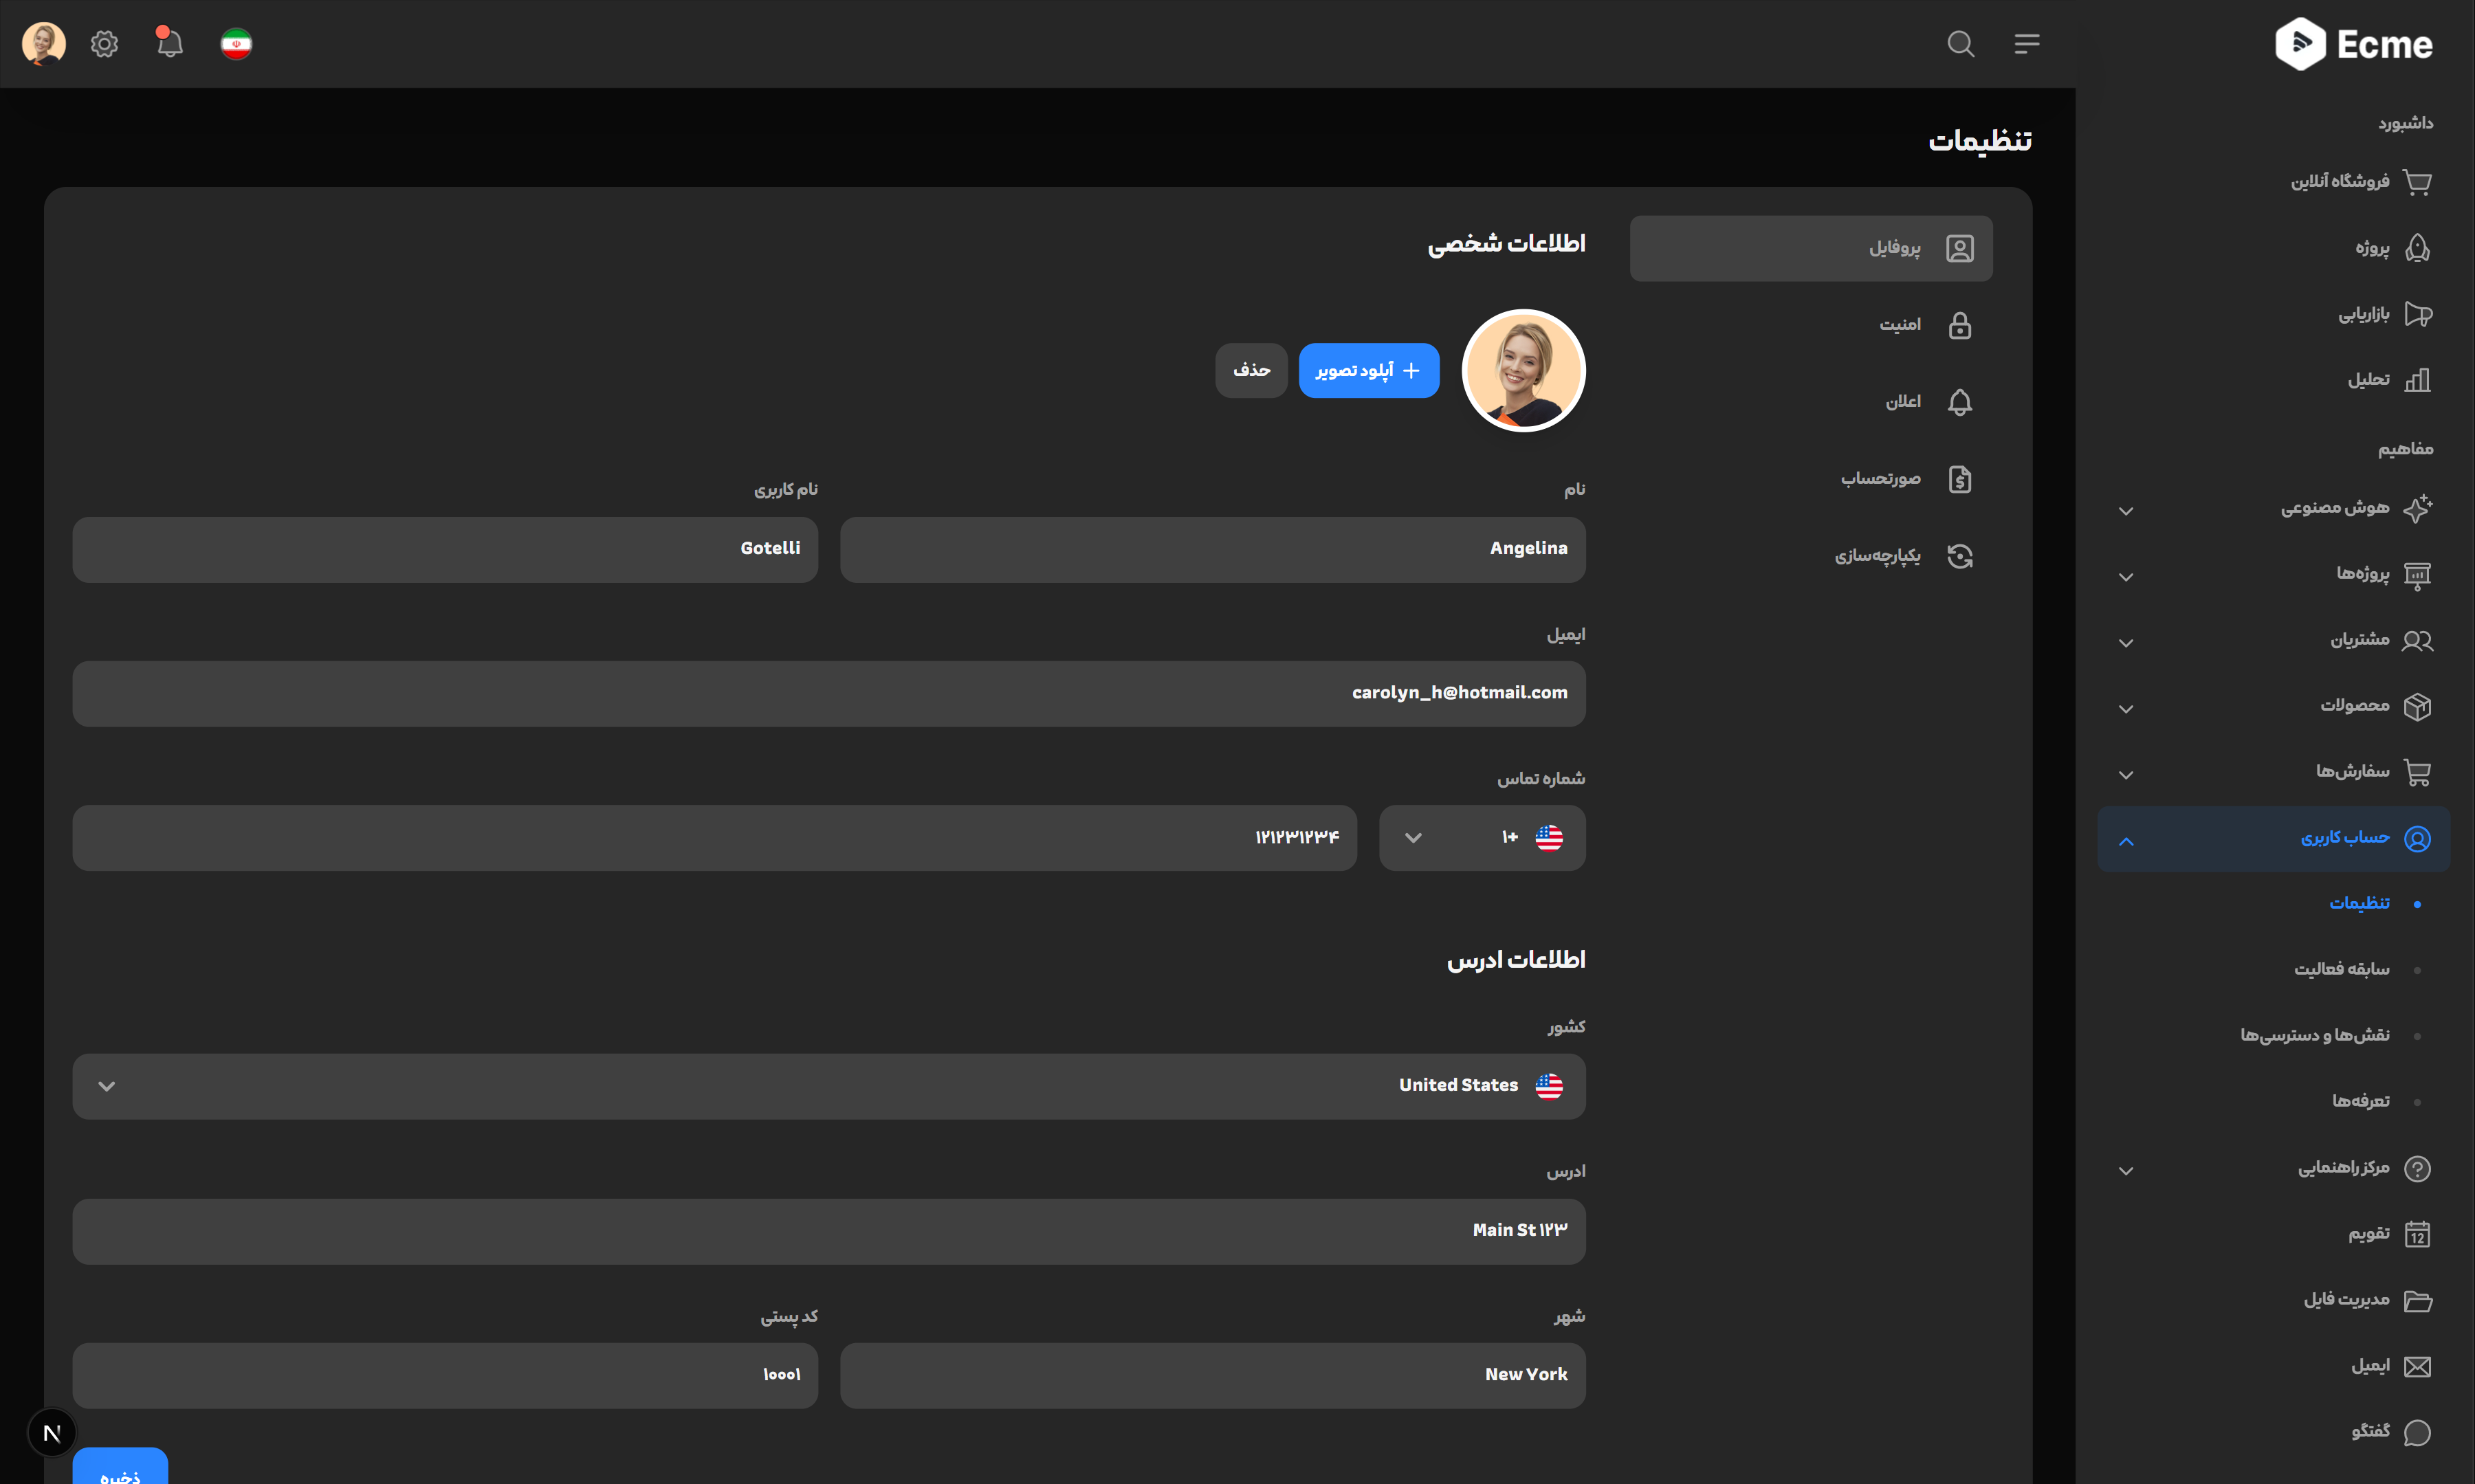 Ecme
داشبورد
فروشگاه آنلاین
پروژه
بازاریابی
تحلیل
مفاهیم
هوش مصنوعی
پروژه‌ها
مشتریان
محصولات
سفارش‌ها
حساب کاربری
تنظیمات
سابقه فعالیت
نقش‌ها و دسترسی‌ها
تعرفه‌ها
مرکز راهنمایی
12
تقویم
مدیریت فایل
ایمیل
گفتگو
تنظیمات
پروفایل
امنیت
اعلان
صورتحساب
یکپارچه‌سازی
اطلاعات شخصی
آپلود تصویر
حذف
نام
نام کاربری
Angelina
Gotelli
ایمیل
carolyn_h@hotmail.com
شماره تماس
+۱
۱۲۱۲۳۱۲۳۴
اطلاعات ادرس
کشور
United States
ادرس
Main St ۱۲۳
شهر
کد پستی
New York
۱۰۰۰۱
ذخیره
N